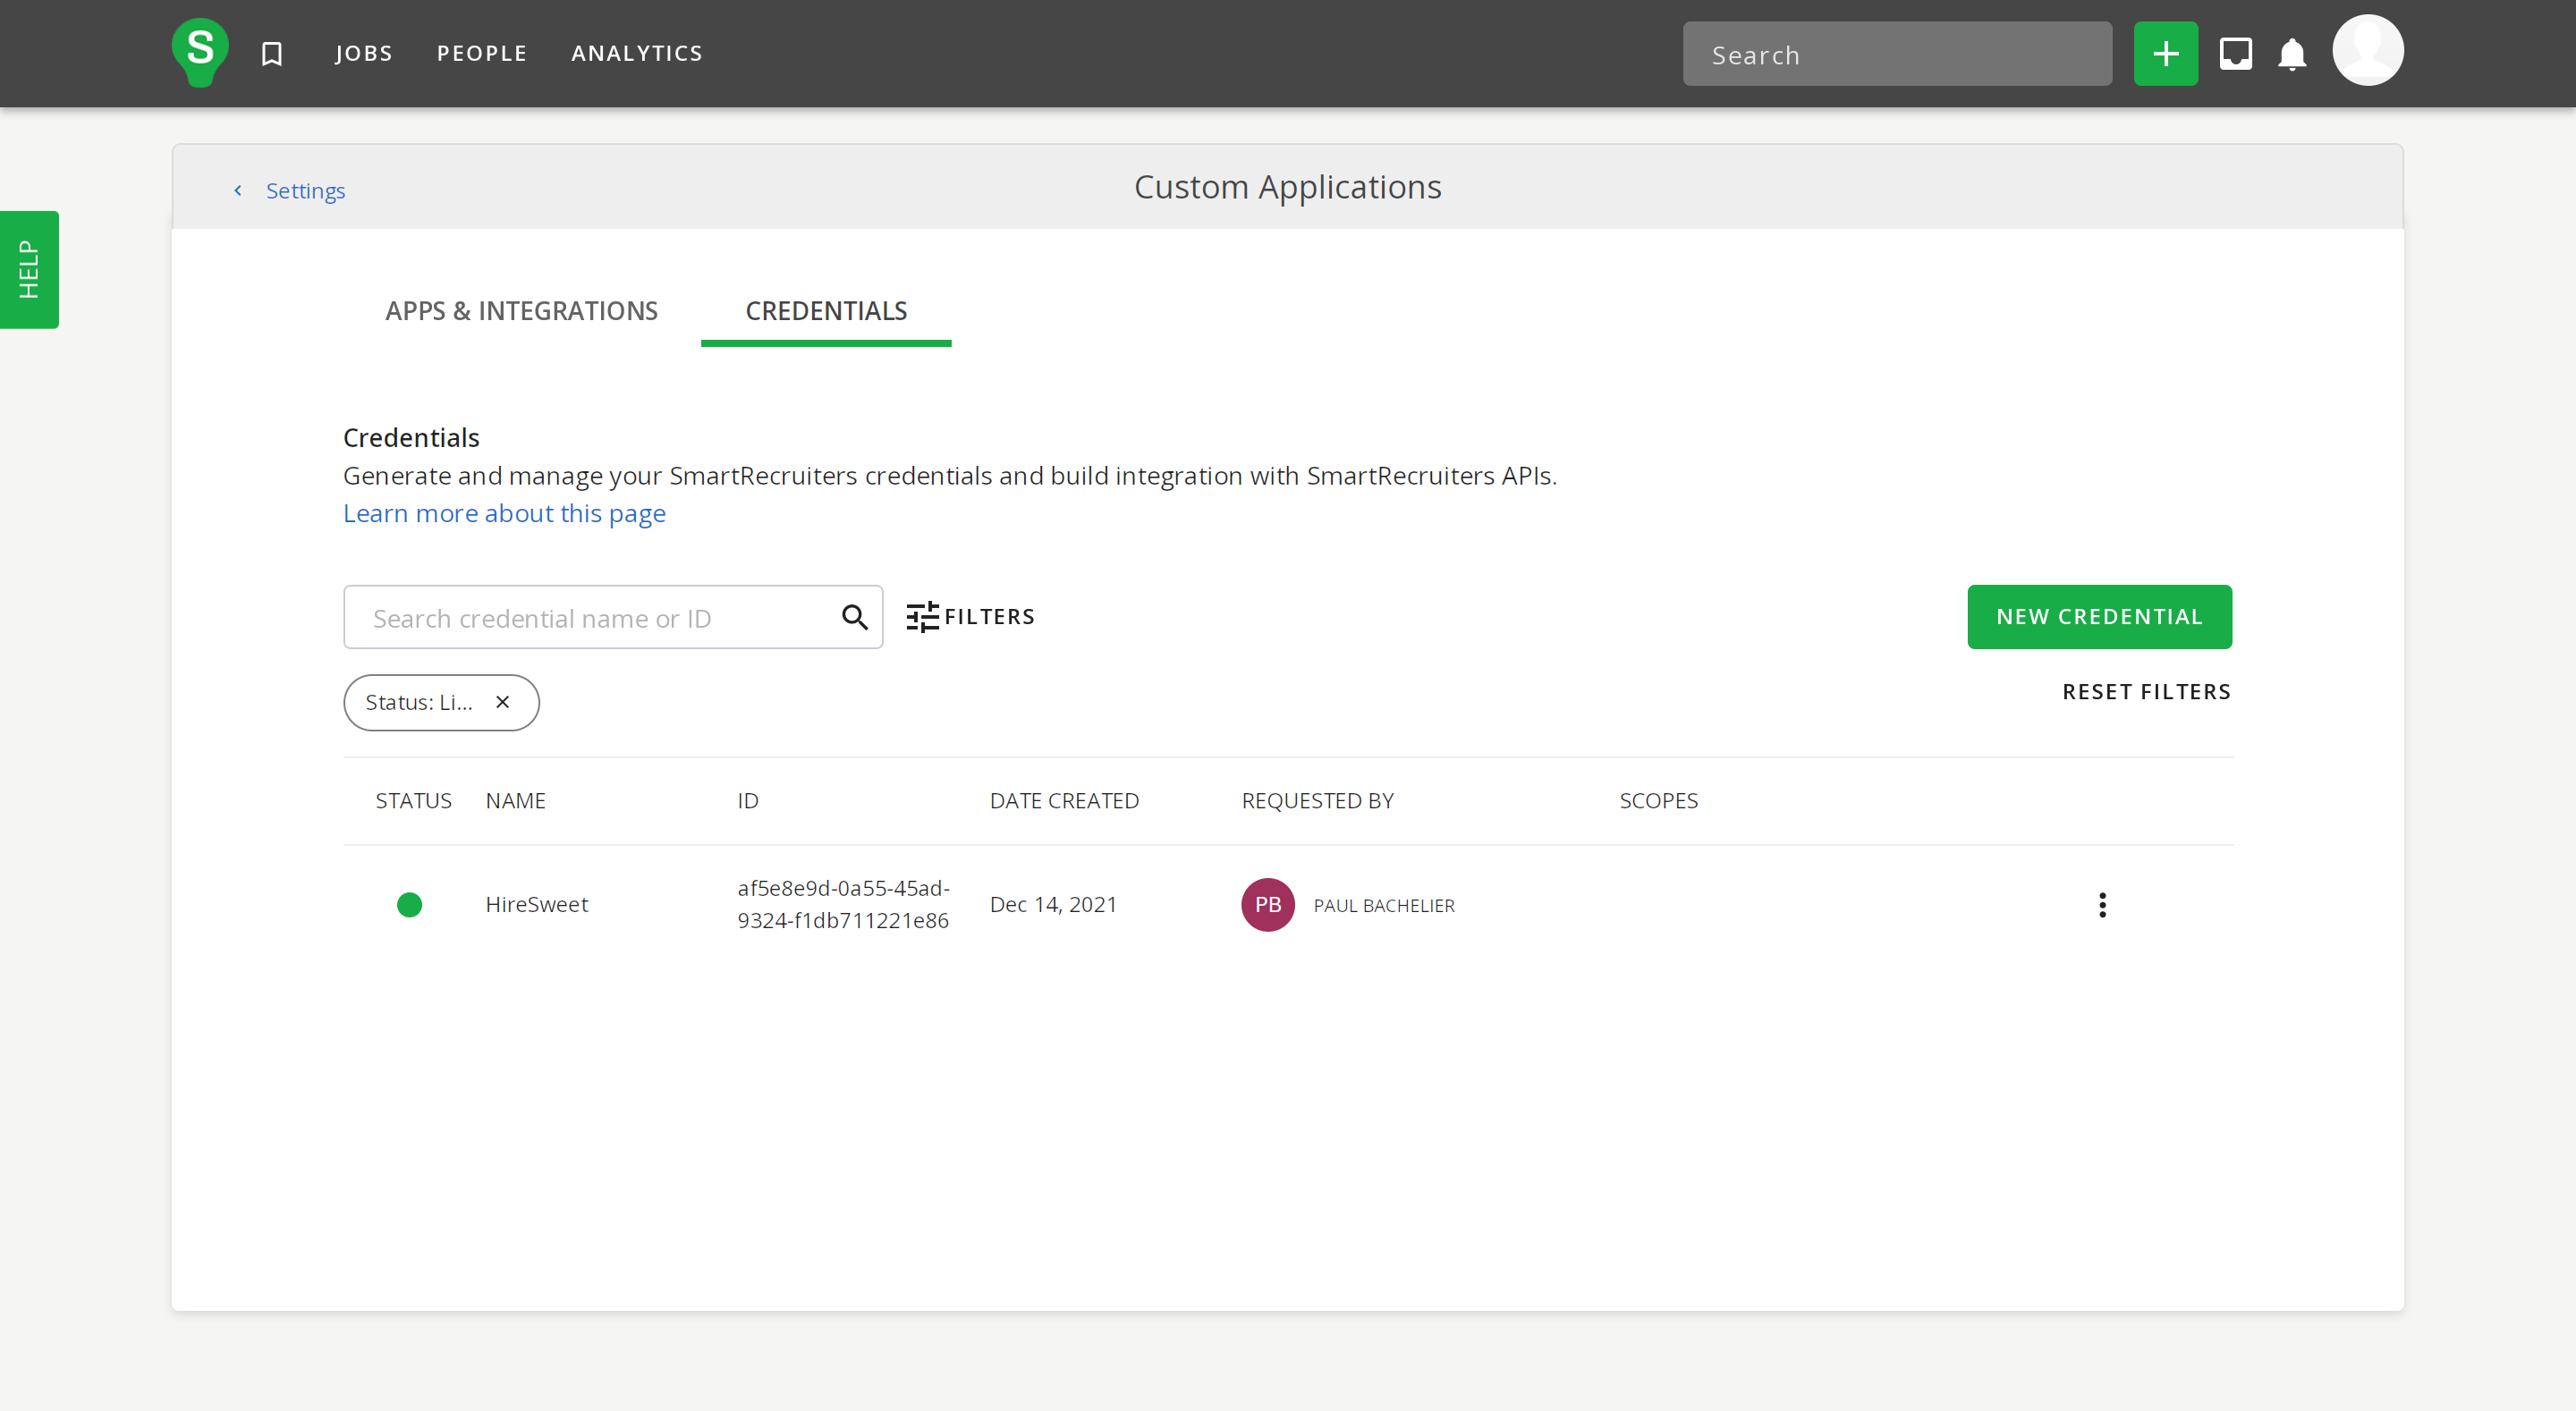 S
JOBS PEOPLE ANALYTICS Search
Settings Custom Applications
HELP
APPS & INTEGRATIONS CREDENTIALS
Credentials
Generate and manage your SmartRecruiters credentials and build integration with SmartRecruiters APIs.
Learn more about this page
Search credential name or ID FILTERS NEW CREDENTIAL
Status: Li... RESET FILTERS
STATUS NAME ID DATE CREATED REQUESTED BY SCOPES
HireSweet af5e8e9d-0a55-45ad- Dec 14, 2021 PB PAUL BACHELIER
9324-f1db711221e86